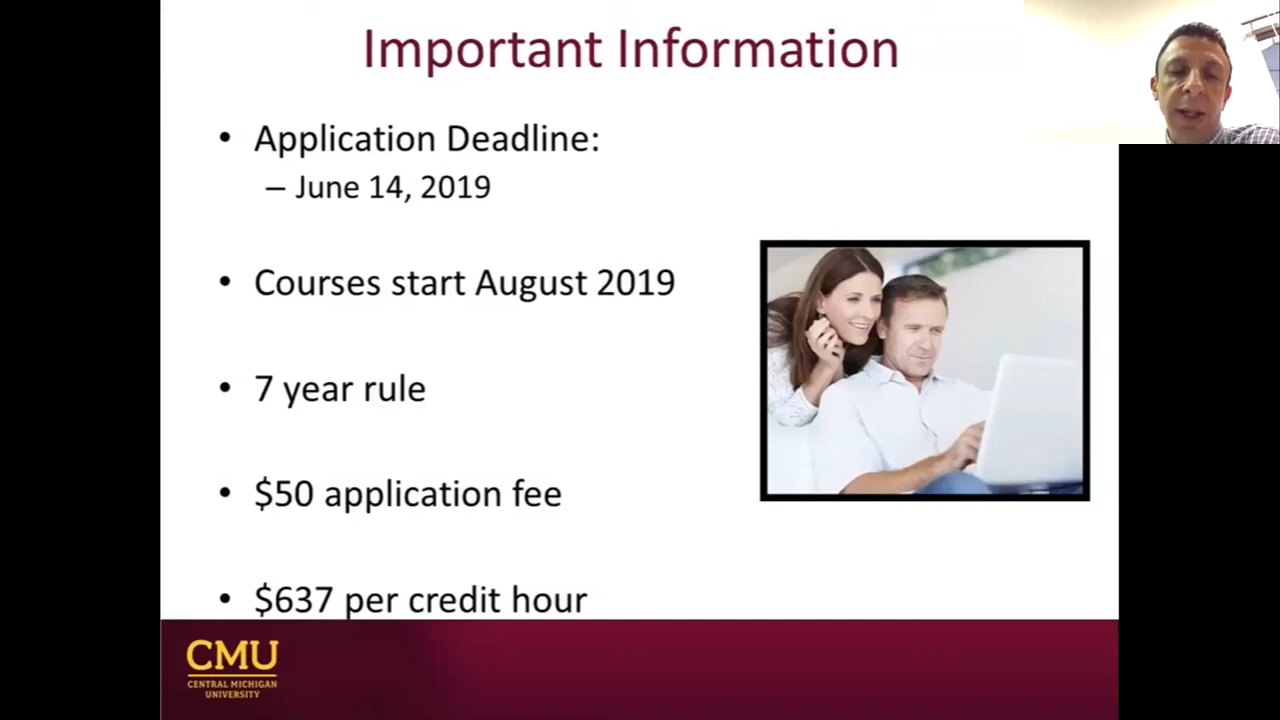 Important Information
• Application Deadline:
– June 14, 2019
• Courses start August 2019
• 7 year rule
• $50 application fee
• $637 per credit hour
CMU
CENTRAL MICHIGAN
UNIVERSITY